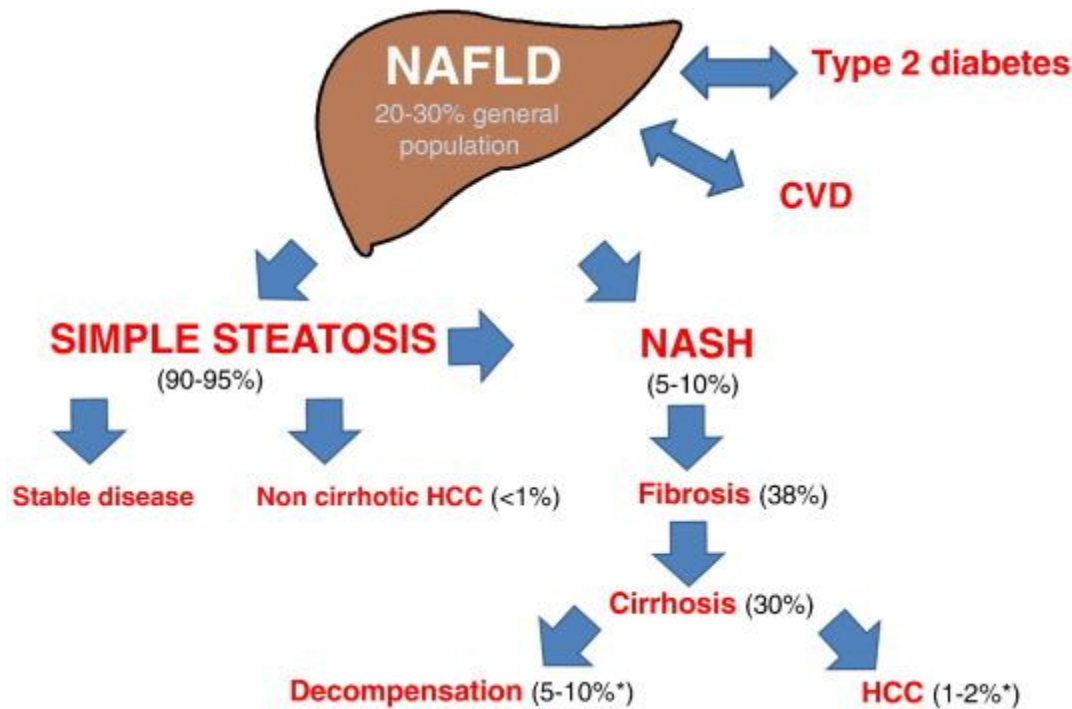 NAFLD
20-30% general
population
Type 2 diabetes
CVD
SIMPLE STEATOSIS
(90-95%)
NASH
(5-10%)
Stable disease
Non cirrhotic HCC (<1%)
Fibrosis (38%)
Cirrhosis (30%)
Decompensation (5-10%*)
HCC (1-2%*)